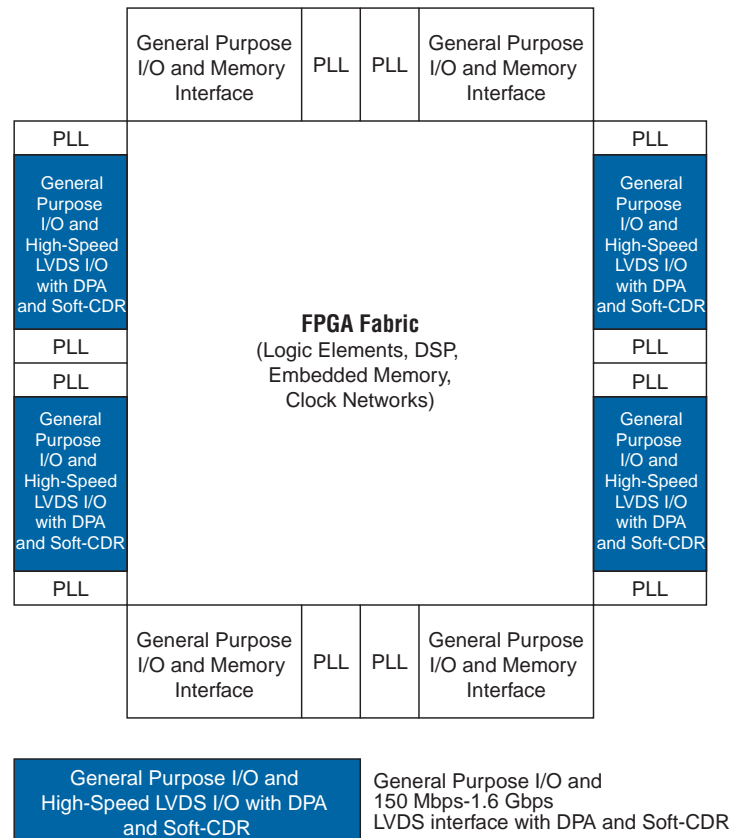 General Purpose
I/O and Memory
Interface
PLL
PLL
General Purpose
I/O and Memory
Interface
PLL
General
Purpose
I/O and
High-Speed
LVDS I/O
with DPA
and Soft-CDR
PLL
PLL
General
Purpose
I/O and
High-Speed
LVDS I/O
with DPA
and Soft-CDR
PLL
FPGA Fabric
(Logic Elements, DSP,
Embedded Memory,
Clock Networks)
PLL
General
Purpose
I/O and
High-Speed
LVDS I/O
with DPA
and Soft-CDR
PLL
PLL
General
Purpose
I/O and
High-Speed
LVDS I/O
with DPA
and Soft-CDR
PLL
General Purpose
I/O and Memory
Interface
PLL
PLL
General Purpose
I/O and Memory
Interface
General Purpose I/O and
High-Speed LVDS I/O with DPA
and Soft-CDR
General Purpose I/O and
150 Mbps-1.6 Gbps
LVDS interface with DPA and Soft-CDR